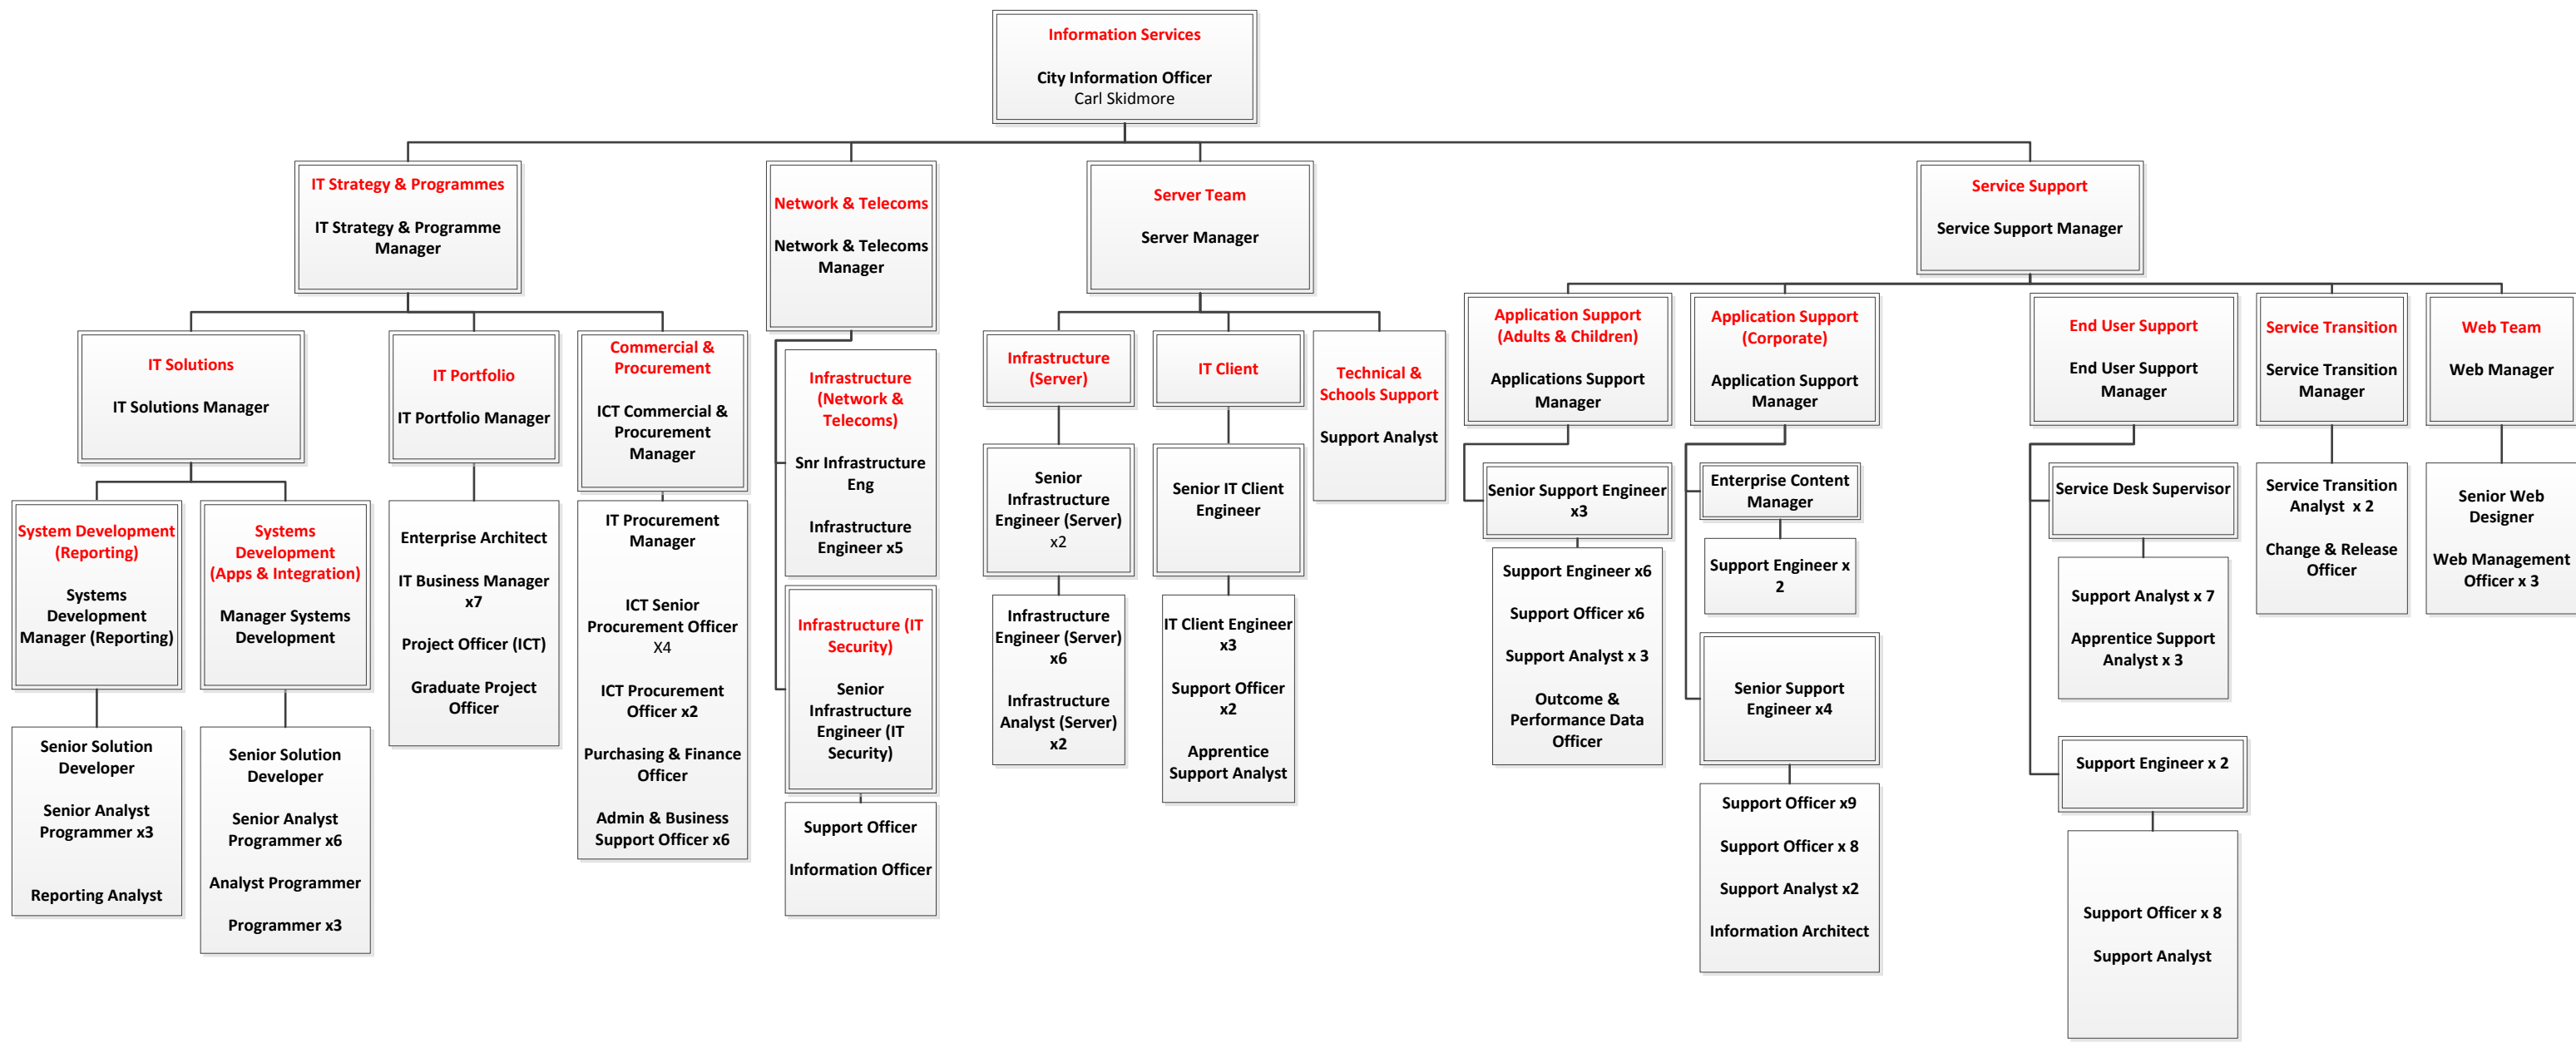 Information Services
City Information Officer
Carl Skidmore
IT Strategy & Programmes
IT Strategy & Programme
Manager
Network & Telecoms
Network & Telecoms
Manager
Server Team
Server Manager
Service Support
Service Support Manager
IT Solutions
IT Solutions Manager
IT Portfolio
IT Portfolio Manager
Commercial &
Procurement
ICT Commercial &
Procurement
Manager
Infrastructure
(Network &
Telecoms)
Snr Infrastructure
Eng
Infrastructure
Engineer x5
Infrastructure
(Server)
IT Client
Technical &
Schools Support
Support Analyst
Application Support
(Adults & Children)
Applications Support
Manager
Application Support
(Corporate)
Application Support
Manager
End User Support
End User Support
Manager
Service Transition
Service Transition
Manager
Web Team
Web Manager
System Development
(Reporting)
Systems
Development
Manager (Reporting)
Systems
Development
(Apps & Integration)
Manager Systems
Development
Enterprise Architect
IT Business Manager
x7
Project Officer (ICT)
Graduate Project
Officer
IT Procurement
Manager
ICT Senior
Procurement Officer
X4
ICT Procurement
Officer x2
Purchasing & Finance
Officer
Admin & Business
Support Officer x6
Infrastructure (IT
Security)
Senior
Infrastructure
Engineer (IT
Security)
Support Officer
Information Officer
Senior
Infrastructure
Engineer (Server)
x2
Infrastructure
Engineer (Server)
x6
Infrastructure
Analyst (Server)
x2
Senior IT Client
Engineer
IT Client Engineer
x3
Support Officer
x2
Apprentice
Support Analyst
Senior Support Engineer
x3
Support Engineer x6
Support Officer x6
Support Analyst x 3
Outcome &
Performance Data
Officer
Enterprise Content
Manager
Support Engineer x
2
Senior Support
Engineer x4
Support Officer x9
Support Officer x 8
Support Analyst x2
Information Architect
Service Desk Supervisor
Support Analyst x 7
Apprentice Support
Analyst x 3
Support Engineer x 2
Support Officer x 8
Support Analyst
Service Transition
Analyst  x 2
Change & Release
Officer
Senior Web
Designer
Web Management
Officer x 3
Senior Solution
Developer
Senior Analyst
Programmer x3
Reporting Analyst
Senior Solution
Developer
Senior Analyst
Programmer x6
Analyst Programmer
Programmer x3